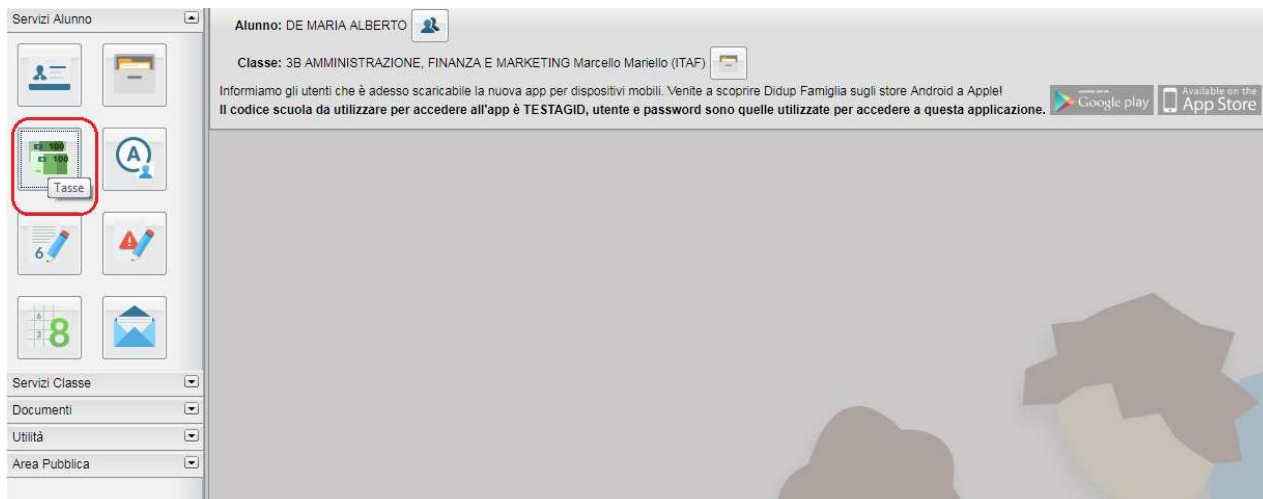 Servizi Alunno
Alunno: DE MARIA ALBERTO
Classe: 3B AMMINISTRAZIONE, FINANZA E MARKETING Marcello Mariello (ITAF)
Informiamo gli utenti che è adesso scaricabile la nuova app per dispositivi mobili. Venite a scoprire Didup Famiglia sugli store Android a Apple!
Il codice scuola da utilizzare per accedere all'app è TESTAGID, utente e password sono quelle utilizzate per accedere a questa applicazione.
Google play
Available on the
App Store
100
100
A
Tasse
6
6
3
8
Servizi Classe
Documenti
Utilità
Area Pubblica